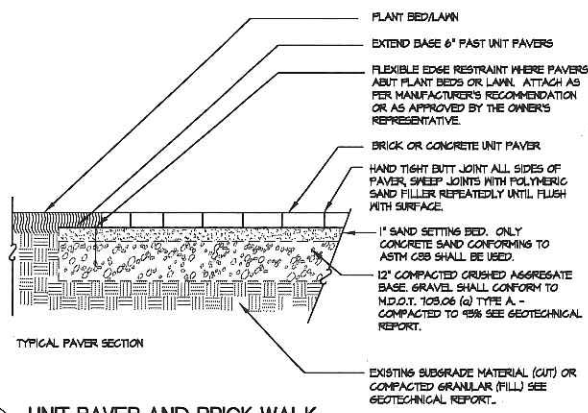 PLANT BED/LAWN
EXTEND BASE 6" PAST UNIT PAVERS
FLEXIBLE EDGE RESTRAINT WHERE PAVERS
ABUT PLANT BEDS OR LAWN. ATTACH AS
PER MANUFACTURER'S RECOMMENDATION
OR AS APPROVED BY THE OWNER'S
REPRESENTATIVE.
BRICK OR CONCRETE UNIT PAVER
HAND TIGHT BUTT JOINT ALL SIDES OF
PAVER, SWEEP JOINTS WITH POLYMERIC
SAND FILLER REPEATEDLY UNTIL FLUSH
WITH SURFACE.
1" SAND SETTING BED. ONLY
CONCRETE SAND CONFORMING TO
ASTM C33 SHALL BE USED.
12" COMPACTED CRUSHED AGGREGATE
BASE. GRAVEL SHALL CONFORM TO
M.D.O.T. 703.06 (a) TYPE A. -
COMPACTED TO 95% SEE GEOTECHNICAL
REPORT.
TYPICAL PAVER SECTION
EXISTING SUBGRADE MATERIAL (CUT) OR
COMPACTED GRANULAR (FILL) SEE
GEOTECHNICAL REPORT.
UNIT PAVER AND BRICK WALK